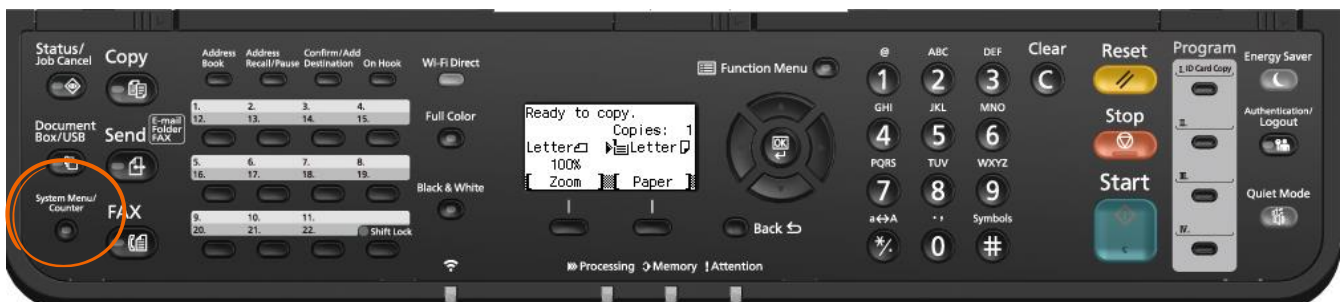 Status/
Job Cancel
Copy
Address
Book
Address
Recall/Pause
Confirm/Add
Destination
On Hook
Wi-Fi Direct
Document
Box/USB
Send
E-mail
Folder
FAX
System Menu/
Counter
FAX
1. 2. 3. 4.
12. 13. 14. 15.
5. 6. 7. 8.
16. 17. 18. 19.
9. 10. 11.
20. 21. 22. Shift Lock
Full Color
Black & White
Ready to copy.
Copies: 1
Letter Letter
100%
[ Zoom ] [ Paper ]
Function Menu
OK
Back
Processing Memory !Attention
@ ABC DEF
1 2 3
GHI JKL MNO
4 5 6
PQRS TUV WXYZ
7 8 9
a↔A ., Symbols
*/. 0 #
Clear
C
Reset
Stop
Start
Program
I. ID Card Copy
II.
III.
IV.
Energy Saver
Authentication/
Logout
Quiet Mode